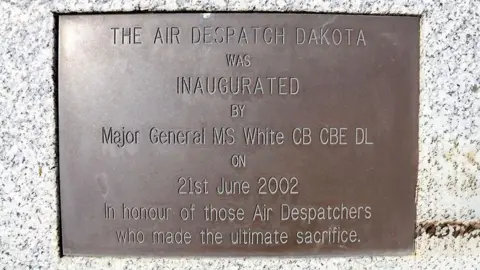 THE AIR DESPATCH DAKOTA
WAS
INAUGURATED
BY
Major General MS White CB CBE DL
ON
21st June 2002
In honour of those Air Despatchers
who made the ultimate sacrifice.